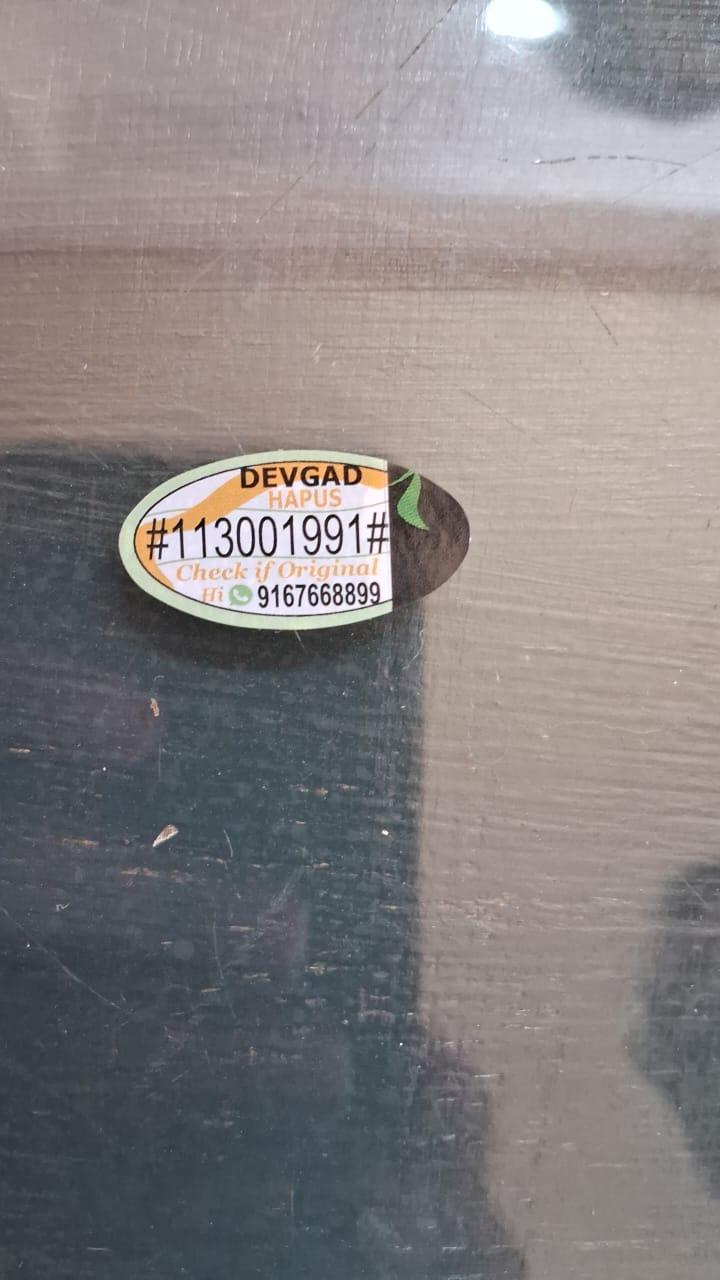 DEVGAD
HAPUS
#113001991#
Check if Original
Hi 9167668899